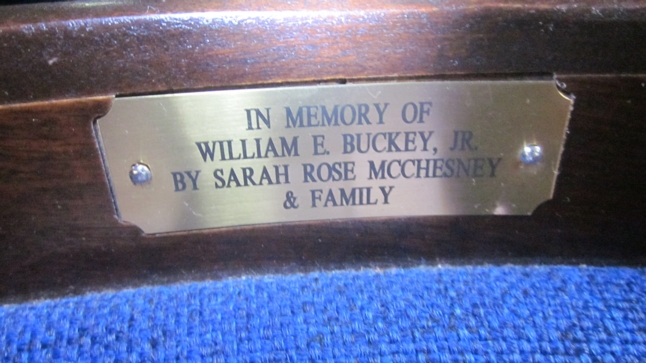 IN MEMORY OF
WILLIAM E. BUCKEY, JR.
BY SARAH ROSE MCCHESNEY
& FAMILY